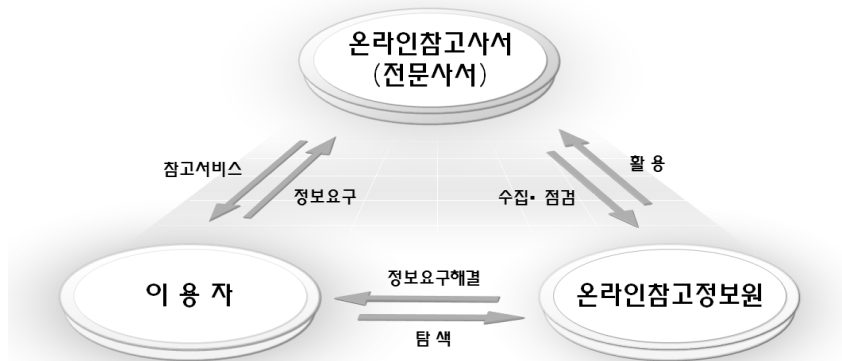 온라인참고사서
(전문사서)
참고서비스
정보요구
활 용
수집· 점검
이 용 자
정보요구해결
탐 색
온라인참고정보원